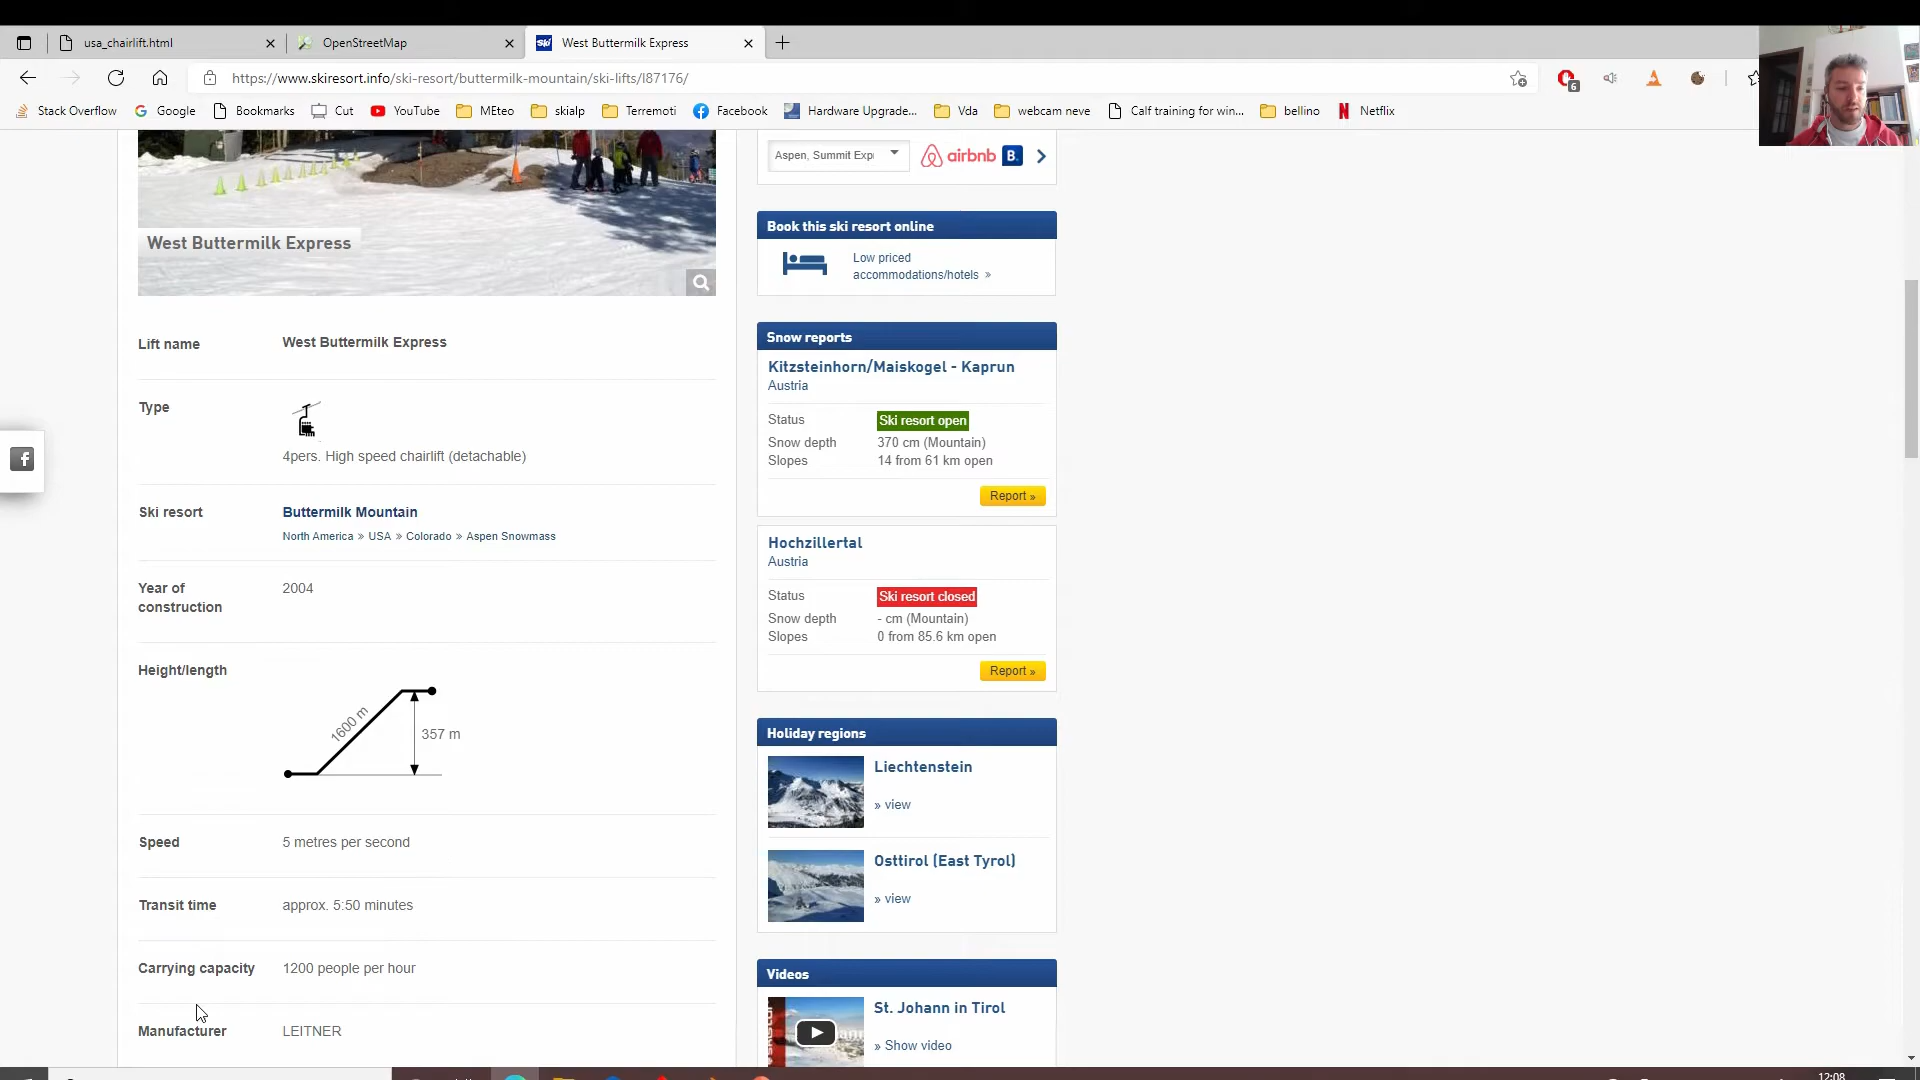 usa_chairlift.html
OpenStreetMap
ski West Buttermilk Express
https://www.skiresort.info/ski-resort/buttermilk-mountain/ski-lifts/l87176/
6
Stack Overflow
Google
Bookmarks
Cut
YouTube
MEteo
skialp
Terremoti
Facebook
Hardware Upgrade...
Vda
webcam neve
Calf training for win...
bellino
Netflix
West Buttermilk Express
Lift name
West Buttermilk Express
Type
4pers. High speed chairlift (detachable)
Ski resort
Buttermilk Mountain
North America » USA » Colorado » Aspen Snowmass
Year of
construction
2004
Height/length
1600 m
357 m
Speed
5 metres per second
Transit time
approx. 5:50 minutes
Carrying capacity
1200 people per hour
Manufacturer
LEITNER
Aspen, Summit Exp
airbnb
B.
Book this ski resort online
Low priced
accommodations/hotels »
Snow reports
Kitzsteinhorn/Maiskogel - Kaprun
Austria
Status
Ski resort open
Snow depth
370 cm (Mountain)
Slopes
14 from 61 km open
Report »
Hochzillertal
Austria
Status
Ski resort closed
Snow depth
- cm (Mountain)
Slopes
0 from 85.6 km open
Report »
Holiday regions
Liechtenstein
» view
Osttirol (East Tyrol)
» view
Videos
St. Johann in Tirol
» Show video
12:08